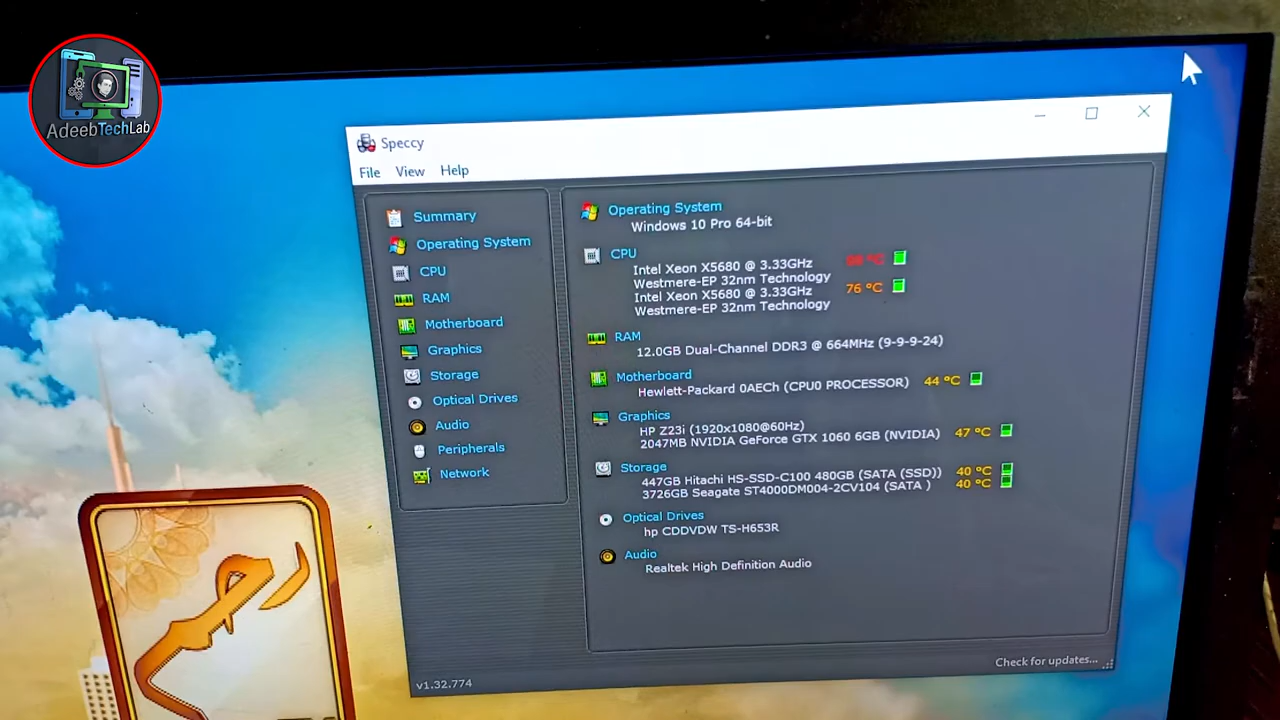 AdeebTechLab
Speccy
File View Help
Summary
Operating System
CPU
RAM
Motherboard
Graphics
Storage
Optical Drives
Audio
Peripherals
Network
Operating System
Windows 10 Pro 64-bit
CPU
Intel Xeon X5680 @ 3.33GHz
Westmere-EP 32nm Technology
Intel Xeon X5680 @ 3.33GHz 76 °C
Westmere-EP 32nm Technology
RAM
12.0GB Dual-Channel DDR3 @ 664MHz (9-9-9-24)
Motherboard
Hewlett-Packard 0AECh (CPU0 PROCESSOR) 44 °C
Graphics
HP Z23i (1920x1080@60Hz)
2047MB NVIDIA GeForce GTX 1060 6GB (NVIDIA) 47 °C
Storage
447GB Hitachi HS-SSD-C100 480GB (SATA (SSD)) 40 °C
3726GB Seagate ST4000DM004-2CV104 (SATA ) 40 °C
Optical Drives
hp CDDVDW TS-H653R
Audio
Realtek High Definition Audio
v1.32.774
Check for updates...